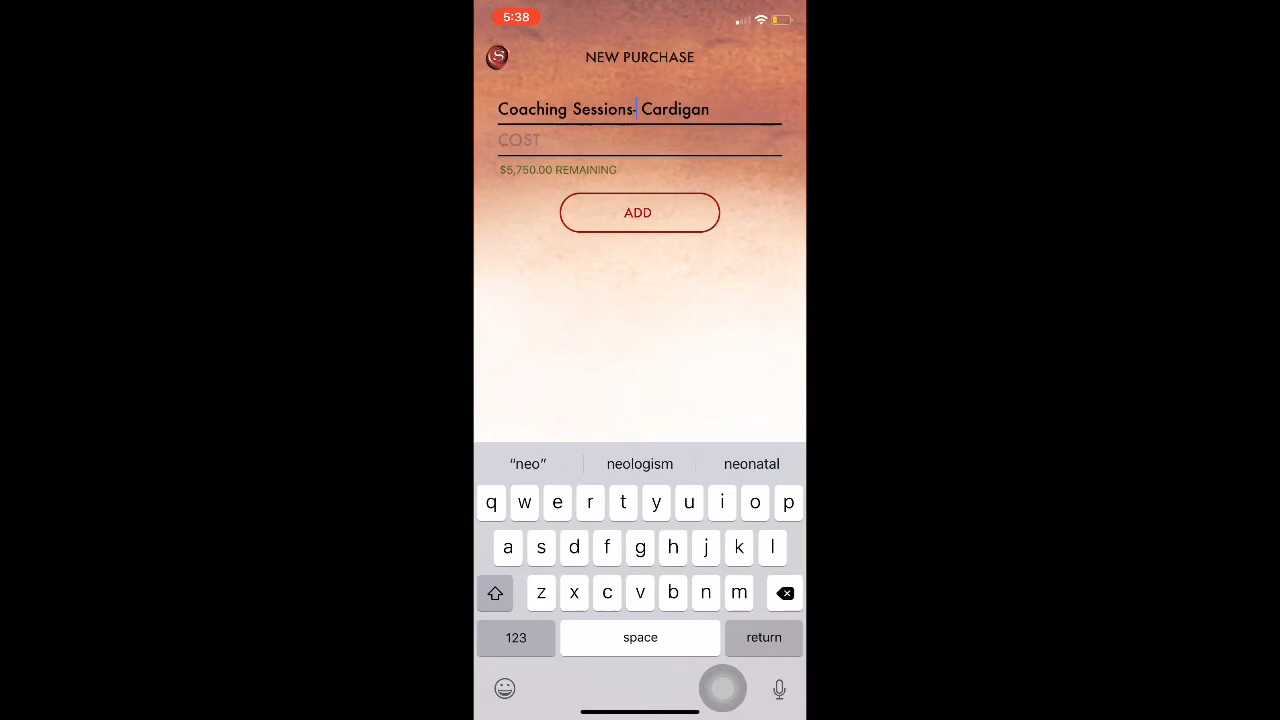 5:38
S
NEW PURCHASE
Coaching Sessions- Cardigan
COST
$5,750.00 REMAINING
ADD
“neo” neologism neonatal
q w e r t y u i o p
a s d f g h j k l
z x c v b n m
123 space return